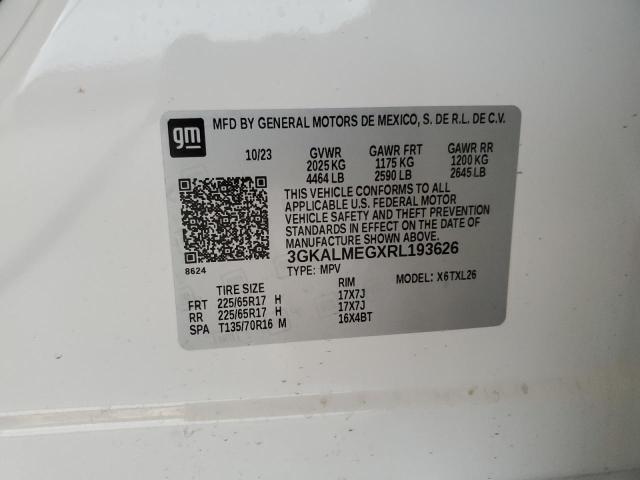 gm
MFD BY GENERAL MOTORS DE MEXICO, S. DE R.L. DE C.V.
10/23 GVWR GAWR FRT GAWR RR
2025 KG 1175 KG 1200 KG
4464 LB 2590 LB 2645 LB
THIS VEHICLE CONFORMS TO ALL
APPLICABLE U.S. FEDERAL MOTOR
VEHICLE SAFETY AND THEFT PREVENTION
STANDARDS IN EFFECT ON THE DATE OF
MANUFACTURE SHOWN ABOVE.
3GKALMEGXRL193626
8624
TYPE: MPV MODEL: X6TXL26
TIRE SIZE RIM
FRT 225/65R17 H 17X7J
RR 225/65R17 H 17X7J
SPA T135/70R16 M 16X4BT